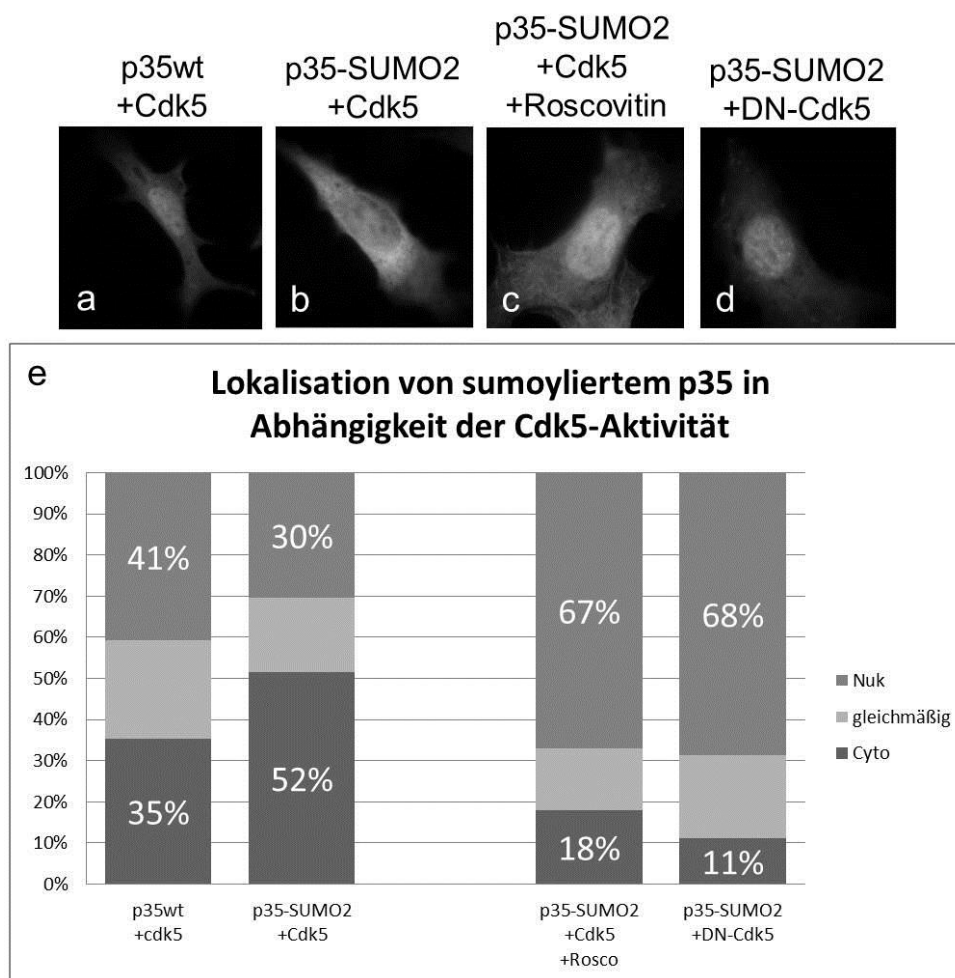 p35wt
+Cdk5
p35-SUMO2
+Cdk5
p35-SUMO2
+Cdk5
+Roscovitin
p35-SUMO2
+DN-Cdk5
a
b
c
d
e
Lokalisation von sumoyliertem p35 in
Abhängigkeit der Cdk5-Aktivität
100%
90%
80%
70%
60%
50%
40%
30%
20%
10%
0%
41%
35%
30%
52%
67%
18%
68%
11%
Nuk
gleichmäßig
Cyto
p35wt
+cdk5
p35-SUMO2
+Cdk5
p35-SUMO2
+Cdk5
+Rosco
p35-SUMO2
+DN-Cdk5